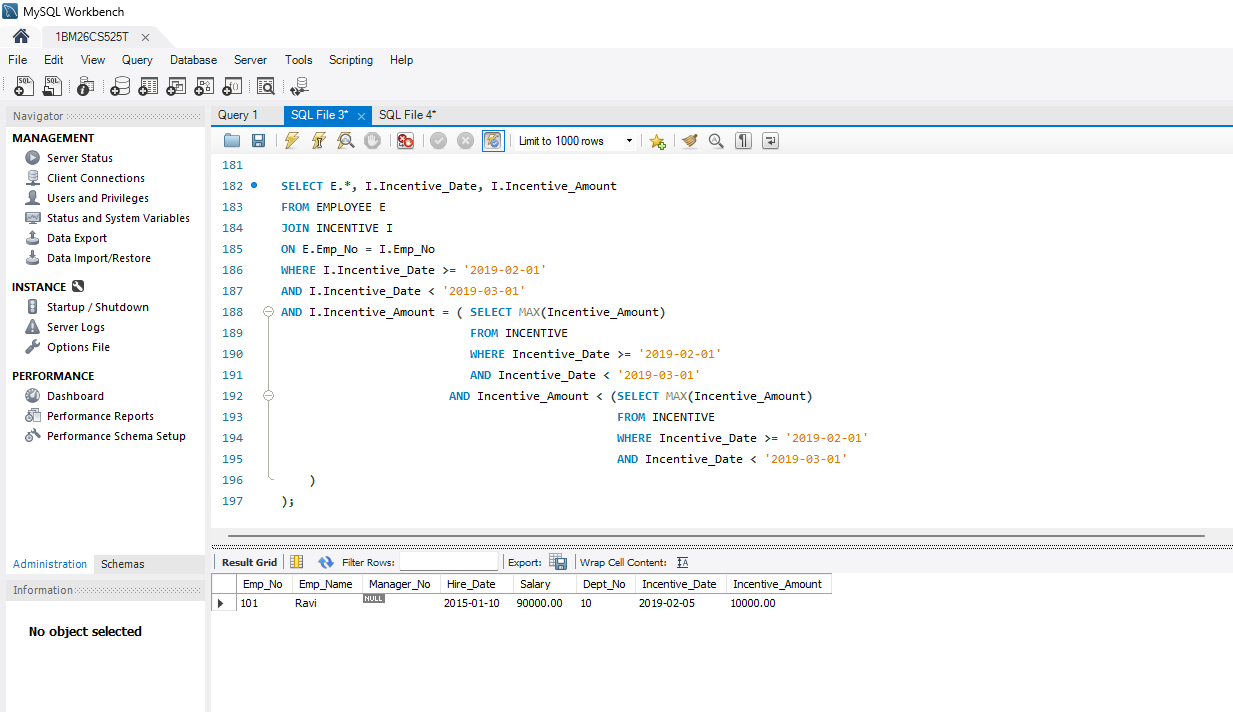 MySQL Workbench
1BM26CS525T
File Edit View Query Database Server Tools Scripting Help
Navigator
MANAGEMENT
Server Status
Client Connections
Users and Privileges
Status and System Variables
Data Export
Data Import/Restore
INSTANCE
Startup / Shutdown
Server Logs
Options File
PERFORMANCE
Dashboard
Performance Reports
Performance Schema Setup
Administration Schemas
Information
No object selected
Query 1 SQL File 3* SQL File 4*
Limit to 1000 rows
181
182 SELECT E.*, I.Incentive_Date, I.Incentive_Amount
183 FROM EMPLOYEE E
184 JOIN INCENTIVE I
185 ON E.Emp_No = I.Emp_No
186 WHERE I.Incentive_Date >= '2019-02-01'
187 AND I.Incentive_Date < '2019-03-01'
188 AND I.Incentive_Amount = ( SELECT MAX(Incentive_Amount)
189 FROM INCENTIVE
190 WHERE Incentive_Date >= '2019-02-01'
191 AND Incentive_Date < '2019-03-01'
192 AND Incentive_Amount < (SELECT MAX(Incentive_Amount)
193 FROM INCENTIVE
194 WHERE Incentive_Date >= '2019-02-01'
195 AND Incentive_Date < '2019-03-01'
196 )
197 );
Result Grid Filter Rows: Export: Wrap Cell Content:
Emp_No Emp_Name Manager_No Hire_Date Salary Dept_No Incentive_Date Incentive_Amount
101 Ravi NULL 2015-01-10 90000.00 10 2019-02-05 10000.00